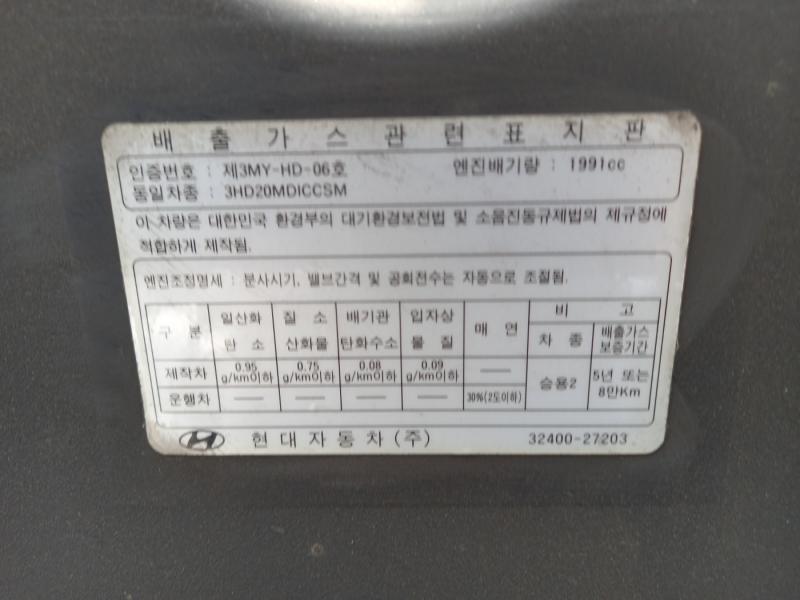 배 출 가 스 관 련 표 지 판
인증번호 : 제3MY-HD-06호 엔진배기량 : 1991cc
동일차종 : 3HD20MDICCSM
이 차량은 대한민국 환경부의 대기환경보전법 및 소음진동규제법의 제규정에
적합하게 제작됨.
엔진조정명세 : 분사시기, 밸브간격 및 공회전수는 자동으로 조절됨.
구 분 일산화 탄 소 질 소 산화물 배기관 탄화수소 입자상 물 질 매 연 비 고
차 종 배출가스 보증기간
제작차 0.95 g/km이하 0.75 g/km이하 0.08 g/km이하 0.09 g/km이하 —— 승용2 5년 또는 8만Km
운행차 —— —— —— —— 30%(2도이하)
현대자동차(주) 32400-27203